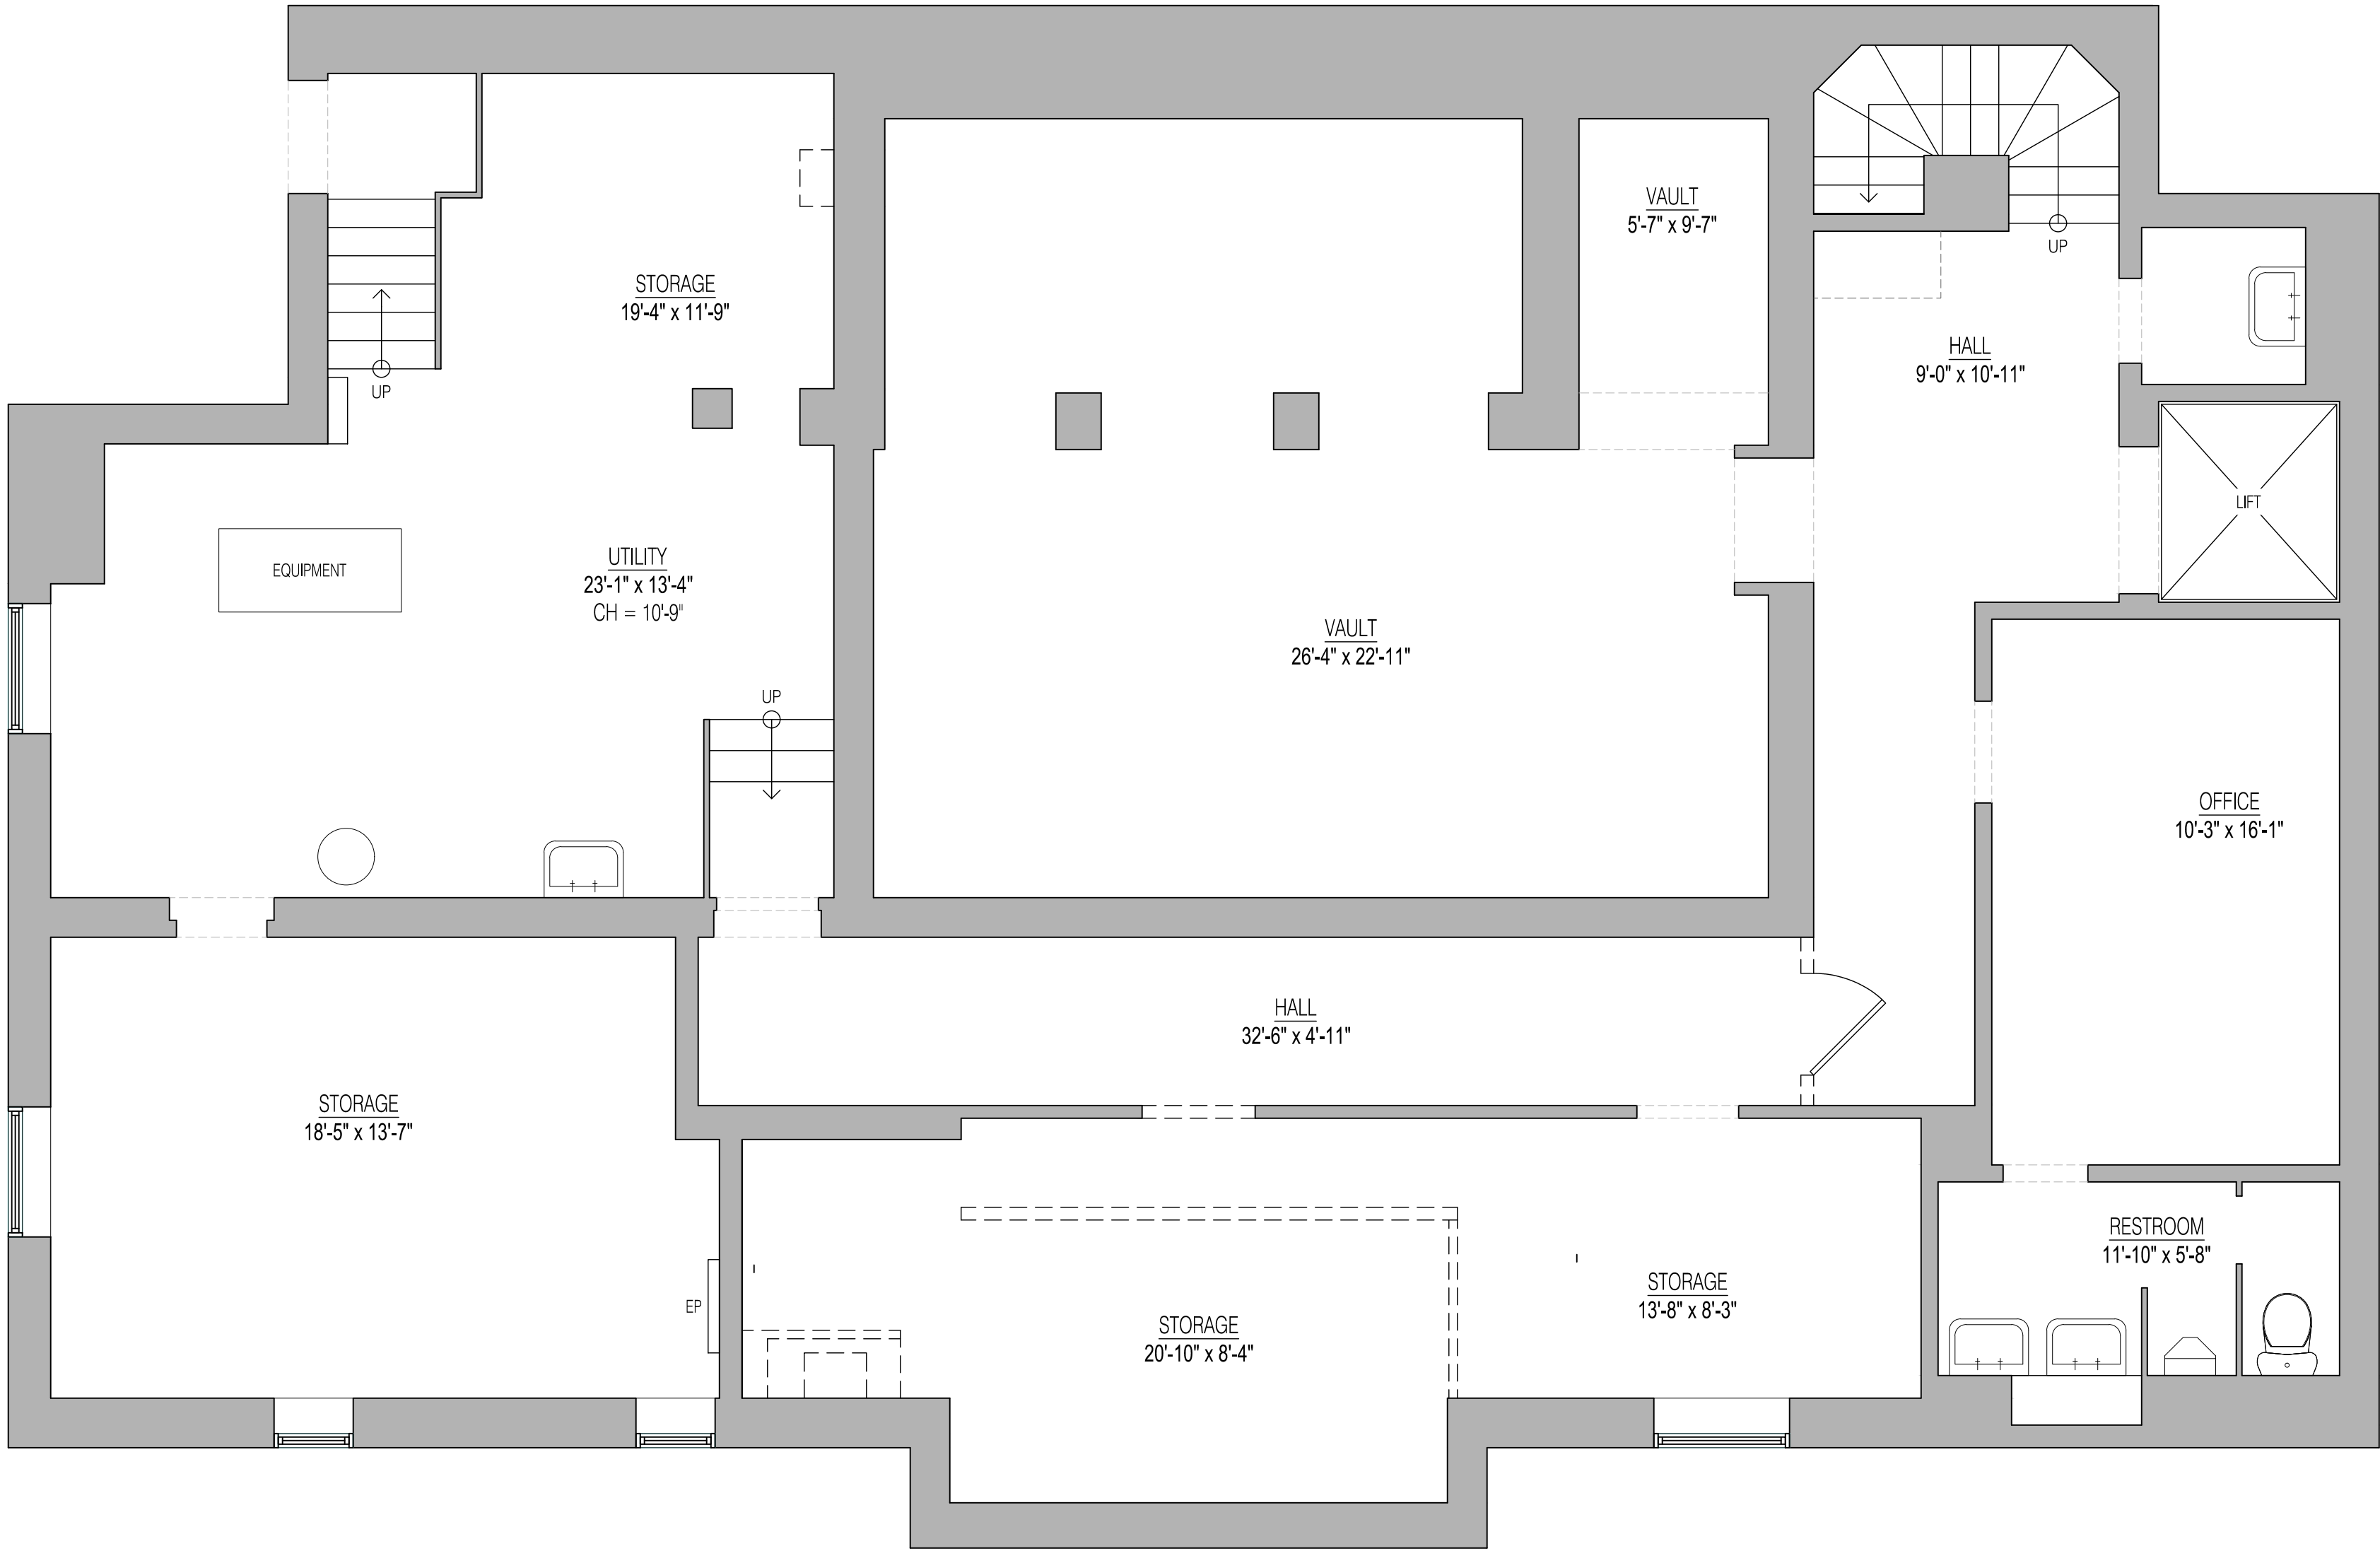 VAULT
5'-7" x 9'-7"
UP
STORAGE
19'-4" x 11'-9"
HALL
9'-0" x 10'-11"
UP
LIFT
EQUIPMENT
UTILITY
23'-1" x 13'-4"
CH = 10'-9"
VAULT
26'-4" x 22'-11"
UP
OFFICE
10'-3" x 16'-1"
HALL
32'-6" x 4'-11"
STORAGE
18'-5" x 13'-7"
RESTROOM
11'-10" x 5'-8"
EP
STORAGE
13'-8" x 8'-3"
STORAGE
20'-10" x 8'-4"